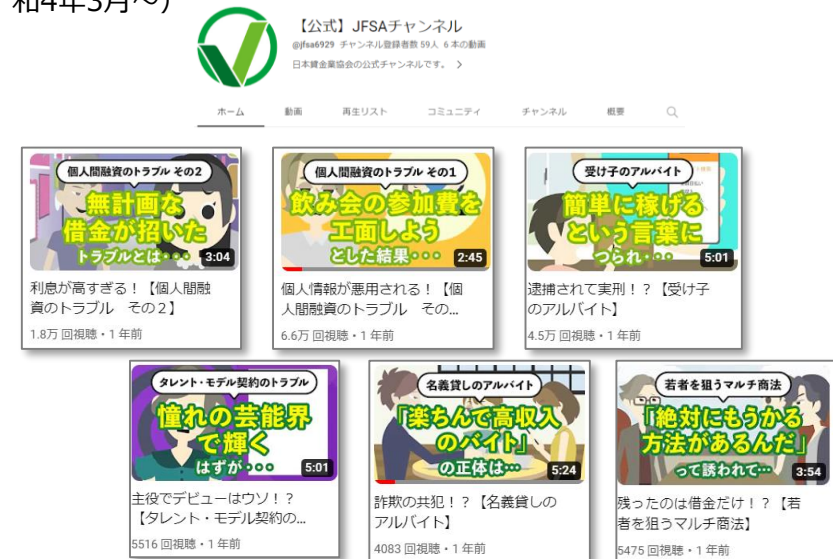 和4年3月～）
【公式】JFSAチャンネル
@jfsa6929 チャンネル登録者数 59人 6 本の動画
日本貸金業協会の公式チャンネルです。 >
ホーム 動画 再生リスト コミュニティ チャンネル 概要
個人間融資のトラブル その2
無計画な
借金が招いた
トラブルとは・・・ 3:04
利息が高すぎる！【個人間融
資のトラブル その２】
1.8万 回視聴・1 年前
個人間融資のトラブル その1
飲み会の参加費を
工面しよう
とした結果・・・ 2:45
個人情報が悪用される！【個
人間融資のトラブル その...
6.6万 回視聴・1 年前
受け子のアルバイト
簡単に稼げる
という言葉に
つられ・・・ 5:01
逮捕されて実刑！？【受け子
のアルバイト】
4.5万 回視聴・1 年前
タレント・モデル契約のトラブル
憧れの芸能界
で輝く
はずが・・・ 5:01
主役でデビューはウソ！？
【タレント・モデル契約の...
5516 回視聴・1 年前
名義貸しのアルバイト
「楽ちんで高収入
のバイト」
の正体は… 5:24
詐欺の共犯！？【名義貸しの
アルバイト】
4083 回視聴・1 年前
若者を狙うマルチ商法
「絶対にもうかる
方法があるんだ」
って誘われて… 3:54
残ったのは借金だけ！？【若
者を狙うマルチ商法】
5475 回視聴・1 年前